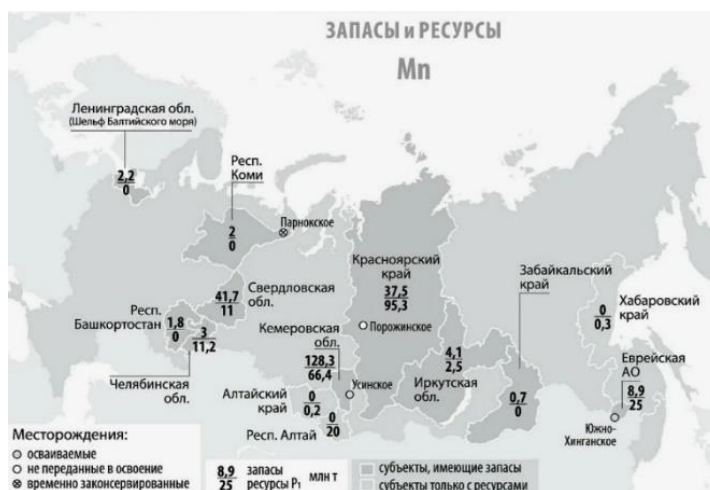 ЗАПАСЫ и РЕСУРСЫ
Mn
Ленинградская обл.
(Шельф Балтийского моря)
2,2
0
Респ.
Коми
2
0
Парнокское
Красноярский
край
37,5
95,3
Порожинское
Забайкальский
край
0,7
0
0
0,3
Хабаровский
край
Свердловская
обл.
41,7
11
Респ.
Башкортостан
1,8
0
3
11,2
Челябинская
обл.
Кемеровская
обл.
128,3
66,4
Усинское
4,1
2,5
Иркутская
обл.
Еврейская
АО
8,9
25
Южно-
Хинганское
Алтайский
край
0
0,2
Респ. Алтай
0
20
Месторождения:
осваиваемые
не переданные в освоение
временно законсервированные
8,9 запасы
25 ресурсы P₁
млн т
субъекты, имеющие запасы
субъекты только с ресурсами